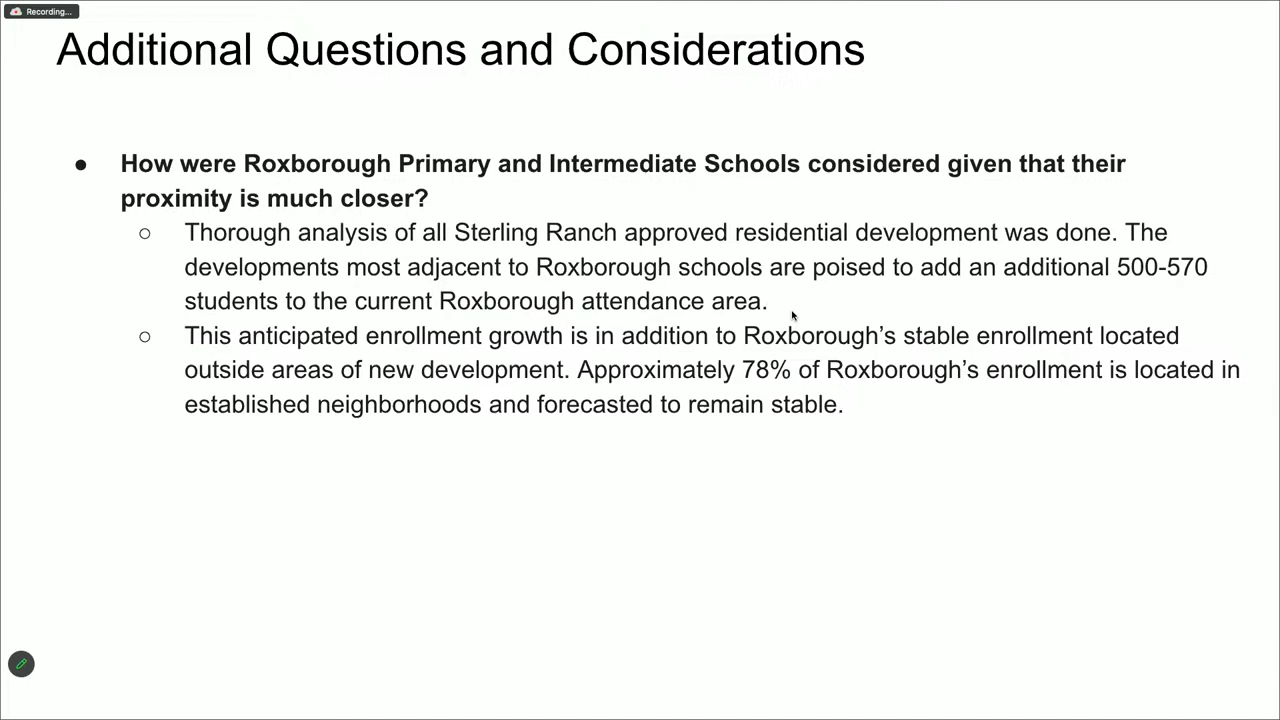 Recording...
Additional Questions and Considerations
● How were Roxborough Primary and Intermediate Schools considered given that their
proximity is much closer?
○ Thorough analysis of all Sterling Ranch approved residential development was done. The
developments most adjacent to Roxborough schools are poised to add an additional 500-570
students to the current Roxborough attendance area.
○ This anticipated enrollment growth is in addition to Roxborough’s stable enrollment located
outside areas of new development. Approximately 78% of Roxborough’s enrollment is located in
established neighborhoods and forecasted to remain stable.